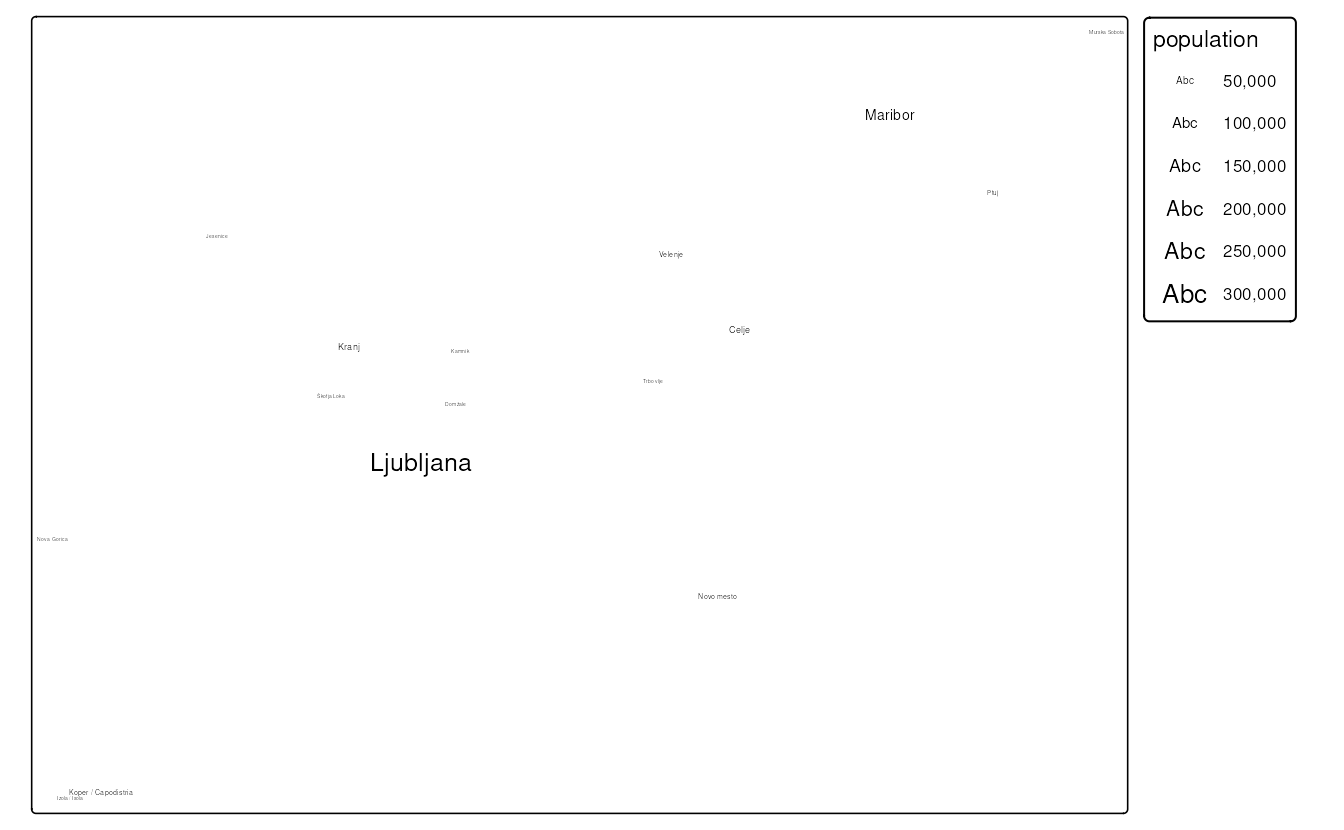 Murska Sobota
Maribor
Ptuj
Jesenice
Velenje
Celje
Kranj
Kamnik
Trbovlje
Škofja Loka
Domžale
Ljubljana
Nova Gorica
Novo mesto
Koper / Capodistria
Izola / Isola
population
Abc 50,000
Abc 100,000
Abc 150,000
Abc 200,000
Abc 250,000
Abc 300,000